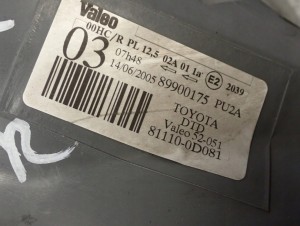 Valeo
00HC/R PL 12.5 02A 01 1a E2 2039
03 07h48
14/06/2005 89900175 PU2A
TOYOTA
DTD
Valeo 52-051
81110-0D081
R